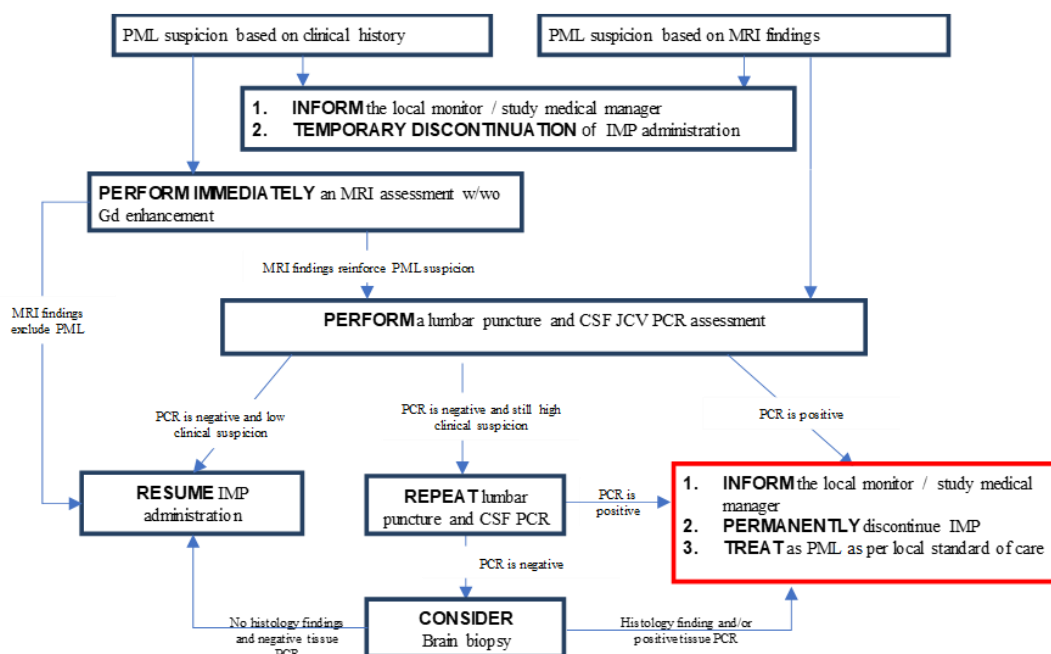 PML suspicion based on clinical history
PML suspicion based on MRI findings
1. INFORM the local monitor / study medical
manager
2. TEMPORARY DISCONTINUATION of IMP administration
PERFORM IMMEDIATELY an MRI assessment w/wo
Gd enhancement
MRI findings reinforce PML suspicion
MRI findings
exclude PML
PERFORM a lumbar puncture and CSF JCV PCR assessment
PCR is negative and low
clinical suspicion
PCR is negative and still high
clinical suspicion
PCR is positive
RESUME IMP
administration
REPEAT lumbar
puncture and CSF PCR
PCR is
positive
1. INFORM the local monitor / study medical
manager
2. PERMANENTLY discontinue IMP
3. TREAT as PML as per local standard of care
PCR is negative
No histology findings
and negative tissue
PCR
CONSIDER
Brain biopsy
Histology finding and/or
positive tissue PCR